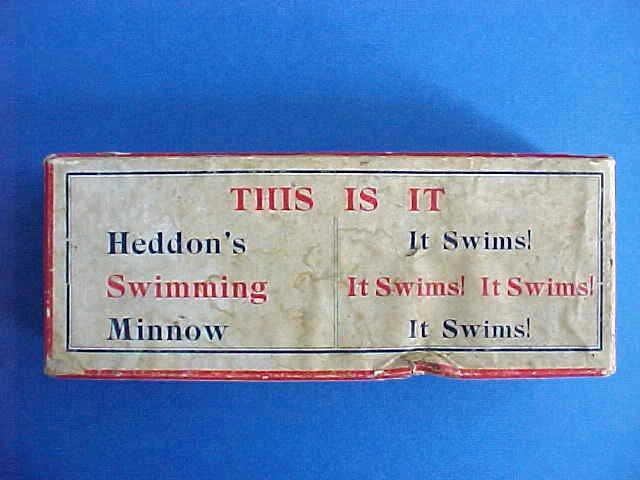 THIS IS IT
Heddon's
Swimming
Minnow
It Swims!
It Swims! It Swims!
It Swims!